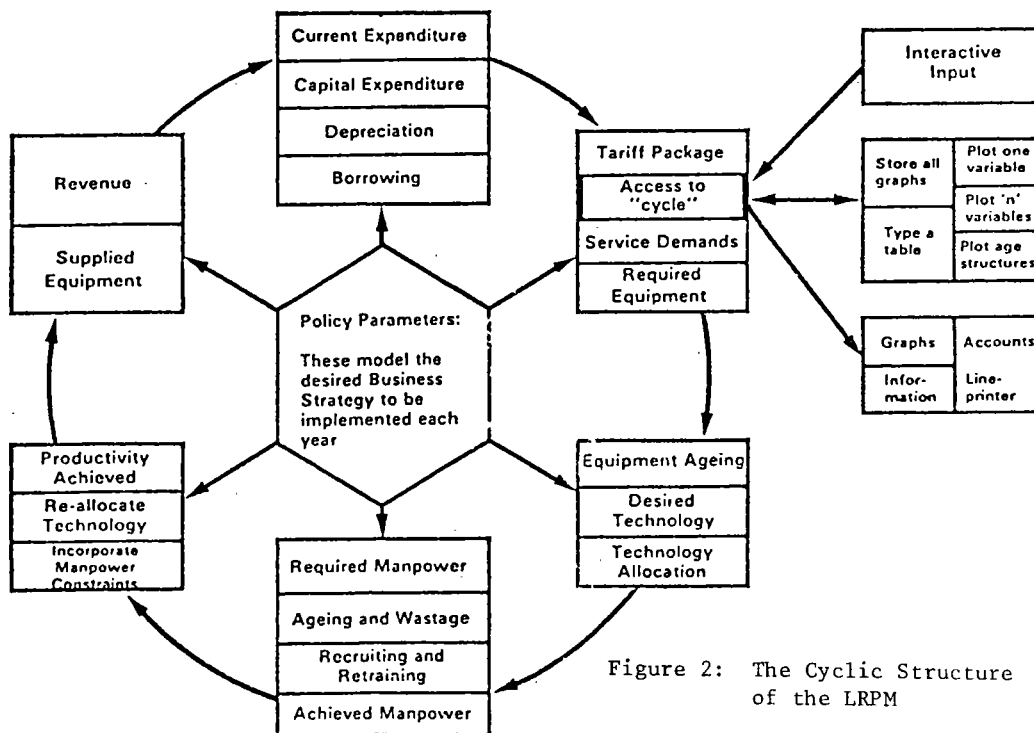 Current Expenditure
Capital Expenditure
Depreciation
Borrowing
Interactive
Input
Tariff Package
Access to
"cycle"
Service Demands
Required
Equipment
Store all
graphs
Type a
table
Plot one
variable
Plot 'n'
variables
Plot age
structures
Graphs
Infor-
mation
Accounts
Line-
printer
Revenue
Supplied
Equipment
Policy Parameters:
These model the
desired Business
Strategy to be
implemented each
year
Productivity
Achieved
Re-allocate
Technology
Incorporate
Manpower
Constraints
Required Manpower
Ageing and Wastage
Recruiting and
Retraining
Achieved Manpower
Equipment Ageing
Desired
Technology
Technology
Allocation
Figure 2: The Cyclic Structure
of the LRPM